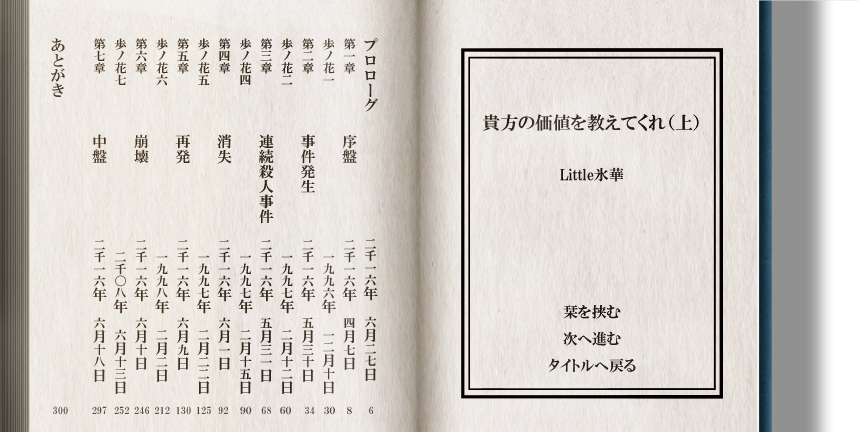 貴方の価値を教えてくれ（上）
Little氷華
栞を挟む
次へ進む
タイトルへ戻る
プロローグ 二千一六年 六月二七日 6
第一章 序盤 二千一六年 四月七日 8
歩ノ花一 一九九六年 一二月十日 30
第二章 事件発生 二千一六年 五月三十日 34
歩ノ花二 一九九七年 二月十二日 60
第三章 連続殺人事件 二千一六年 五月三一日 68
歩ノ花四 一九九七年 二月十五日 90
第四章 消失 二千一六年 六月一日 92
歩ノ花五 一九九七年 二月二二日 125
第五章 再発 二千一六年 六月九日 130
歩ノ花六 一九九八年 二月二日 212
第六章 崩壊 二千一六年 六月十日 246
歩ノ花七 二千〇八年 六月十三日 252
第七章 中盤 二千一六年 六月十八日 297
あとがき 300